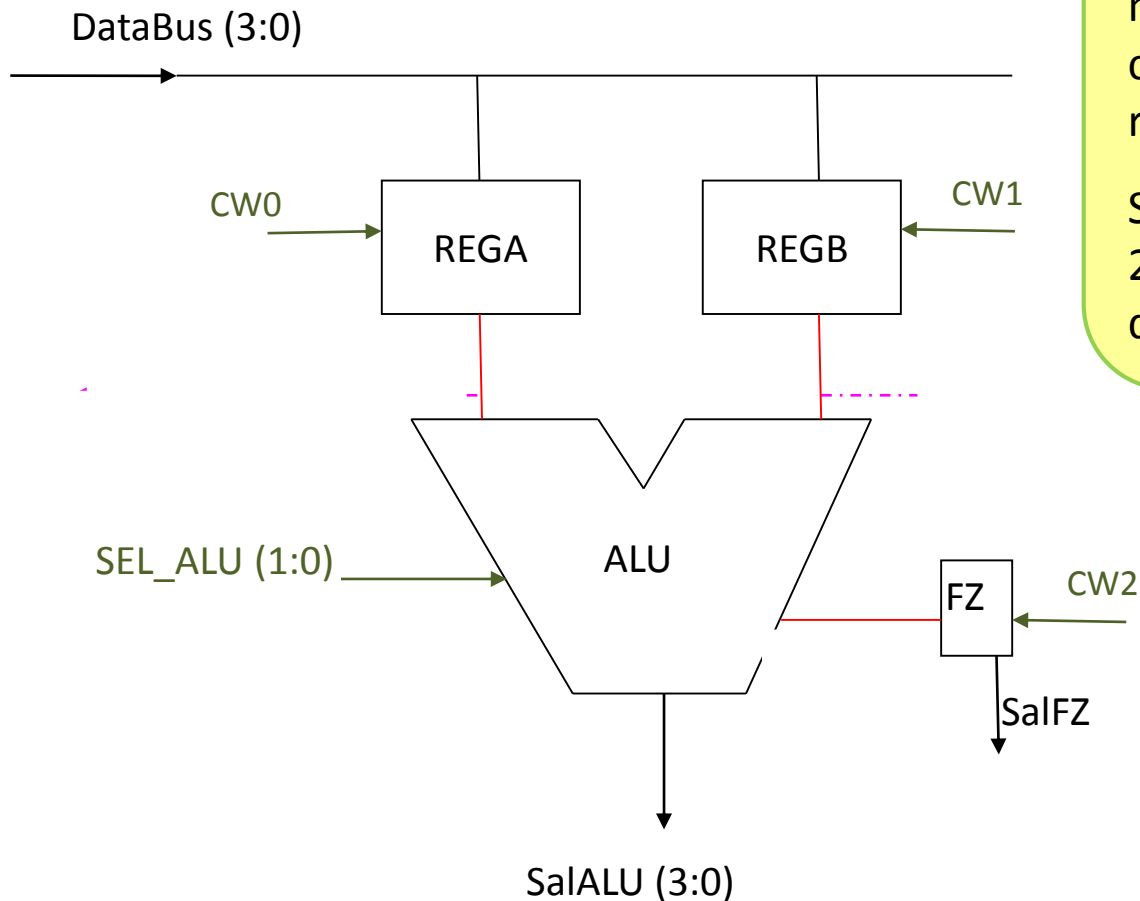 DataBus (3:0)
CW0
REGA
REGB
CW1
SEL_ALU (1:0)
ALU
FZ
CW2
SalFZ
SalALU (3:0)